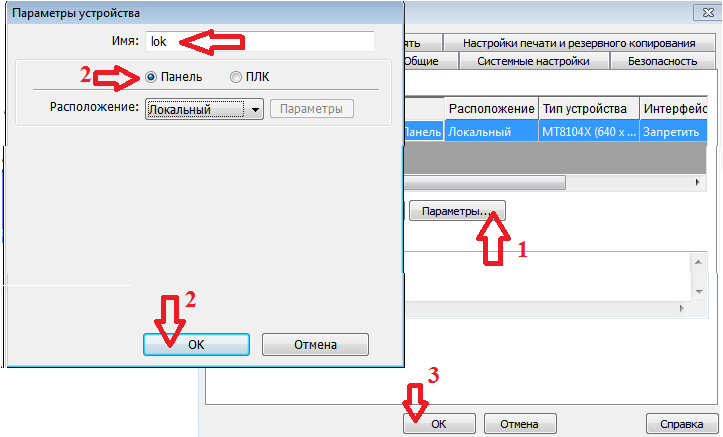 Параметры устройства
Имя: lok
2 Панель ПЛК
Расположение: Локальный Параметры
2
OK Отмена
ять Настройки печати и резервного копирования
Общие Системные настройки Безопасность
Расположение Тип устройства Интерфейс
Панель Локальный MT8104X (640 x ... Запретить
Параметры...
1
3
OK Отмена Справка